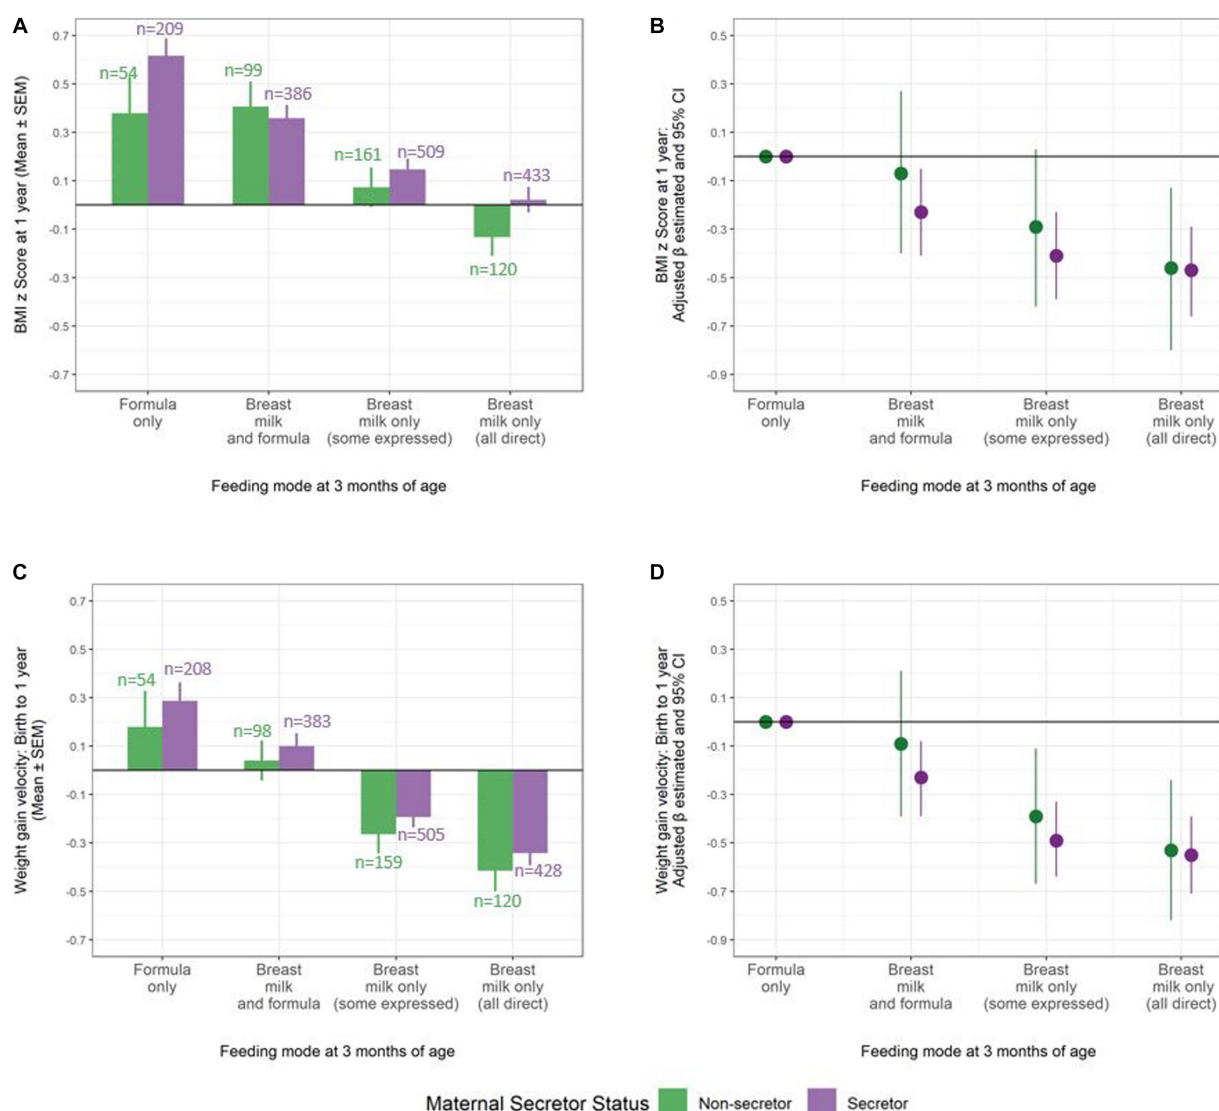 A
BMI z Score at 1 year (Mean ± SEM)
0.7
0.5
0.3
0.1
-0.1
-0.3
-0.5
-0.7
n=54
n=209
n=99
n=386
n=161
n=509
n=120
n=433
Formula
only
Breast
milk
and formula
Breast
milk only
(some expressed)
Breast
milk only
(all direct)
Feeding mode at 3 months of age
B
BMI z Score at 1 year:
Adjusted β estimated and 95% CI
0.5
0.3
0.1
-0.1
-0.3
-0.5
-0.7
-0.9
Formula
only
Breast
milk
and formula
Breast
milk only
(some expressed)
Breast
milk only
(all direct)
Feeding mode at 3 months of age
C
Weight gain velocity: Birth to 1 year
(Mean ± SEM)
0.7
0.5
0.3
0.1
-0.1
-0.3
-0.5
-0.7
n=54
n=208
n=98
n=383
n=159
n=505
n=120
n=428
Formula
only
Breast
milk
and formula
Breast
milk only
(some expressed)
Breast
milk only
(all direct)
Feeding mode at 3 months of age
D
Weight gain velocity: Birth to 1 year
Adjusted β estimated and 95% CI
0.5
0.3
0.1
-0.1
-0.3
-0.5
-0.7
-0.9
Formula
only
Breast
milk
and formula
Breast
milk only
(some expressed)
Breast
milk only
(all direct)
Feeding mode at 3 months of age
Maternal Secretor Status Non-secretor Secretor